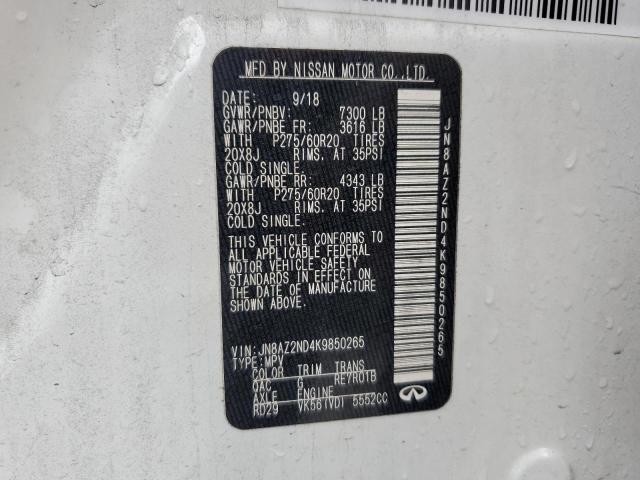 MFD BY NISSAN MOTOR CO.,LTD.
DATE: 9/18
GVWR/PNBV: 7300 LB
GAWR/PNBE FR: 3616 LB
WITH P275/60R20 TIRES
20X8J RIMS. AT 35PSI
COLD SINGLE.
GAWR/PNBE RR: 4343 LB
WITH P275/60R20 TIRES
20X8J RIMS. AT 35PSI
COLD SINGLE.
THIS VEHICLE CONFORMS TO
ALL APPLICABLE FEDERAL
MOTOR VEHICLE SAFETY
STANDARDS IN EFFECT ON
THE DATE OF MANUFACTURE
SHOWN ABOVE.
VIN: JN8AZ2ND4K9850265
TYPE:MPV
COLOR TRIM TRANS
QAC G RE7R01B
AXLE ENGINE
RD29 VK56(VD) 5552CC
INFINITI
JN8AZ2ND4K9850265